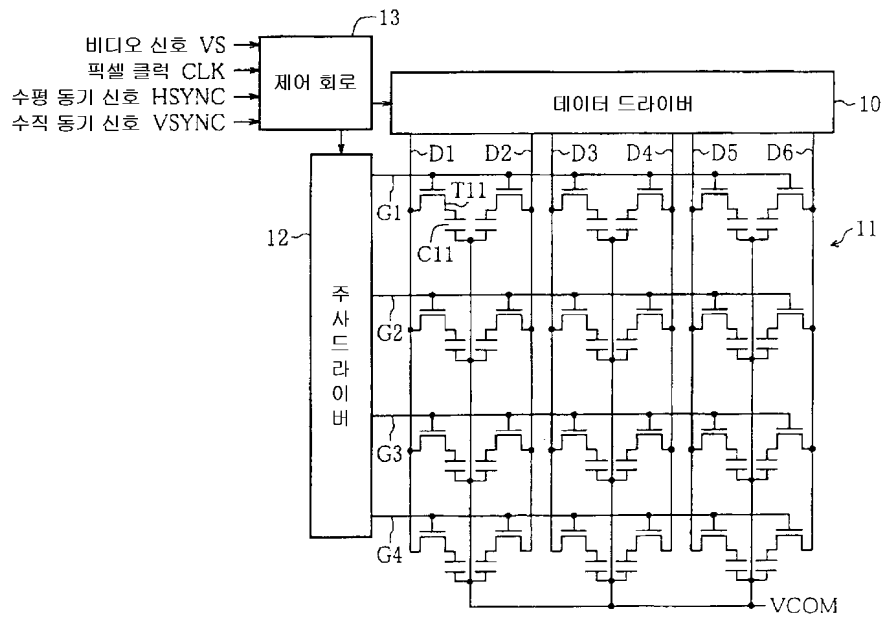 13
비디오 신호 VS
픽셀 클럭 CLK
수평 동기 신호 HSYNC
수직 동기 신호 VSYNC
제어 회로
데이터 드라이버
10
D1 D2 D3 D4 D5 D6
G1
T11
C11
11
12
주사드라이버
G2
G3
G4
VCOM